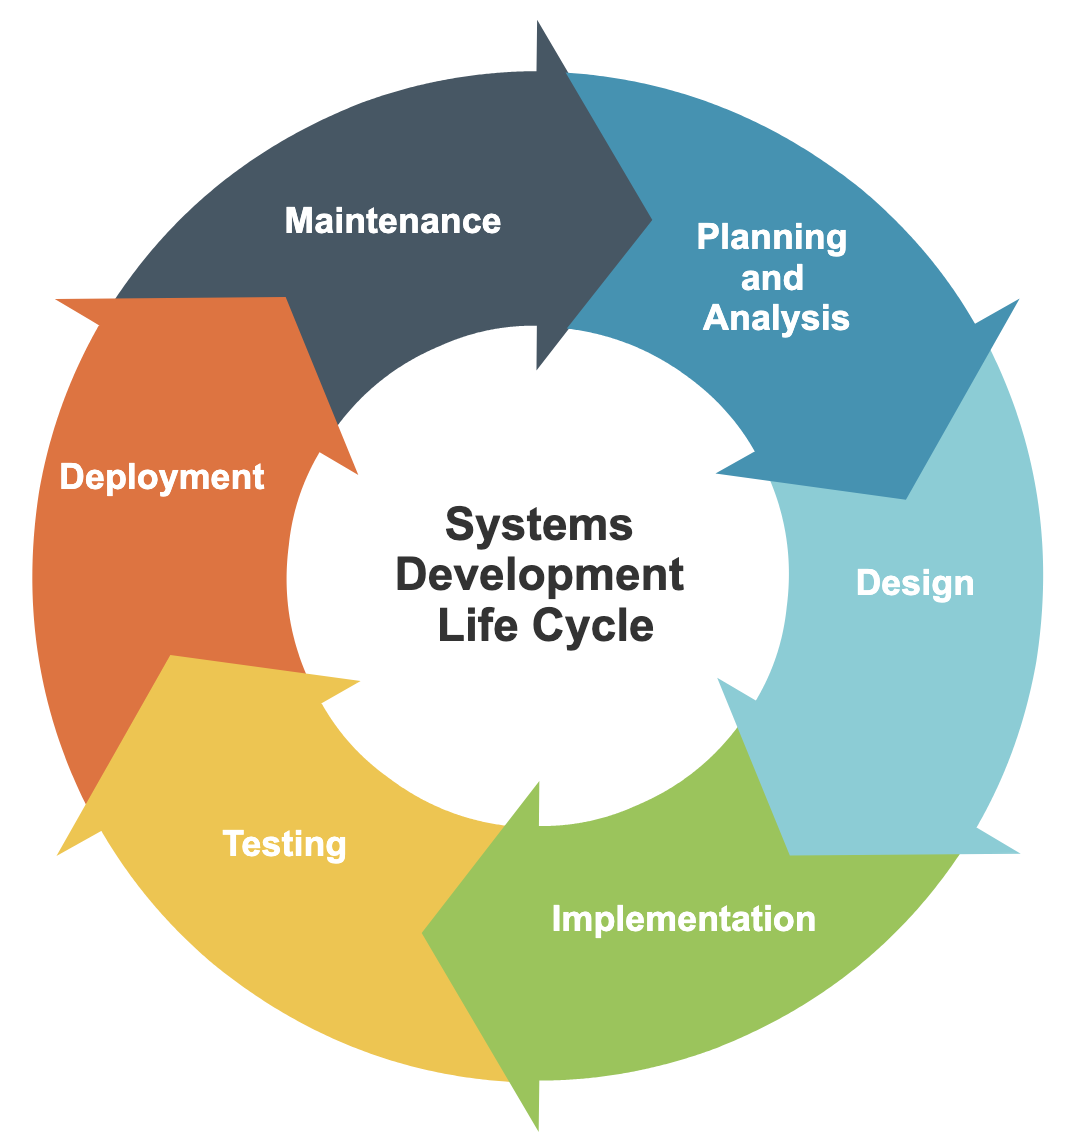 Maintenance
Planning
and
Analysis
Deployment
Systems
Development
Life Cycle
Design
Testing
Implementation